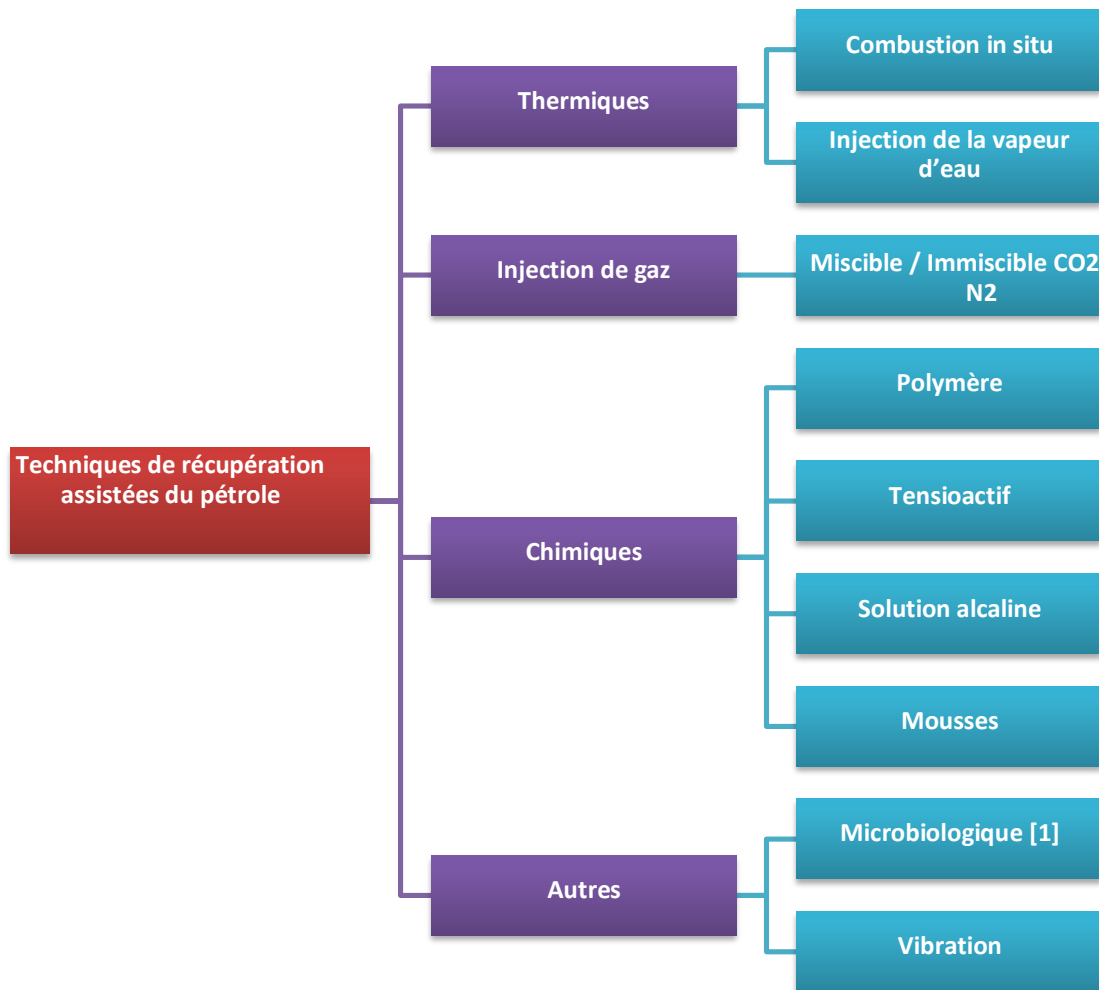 Combustion in situ
Thermiques
Injection de la vapeur
d’eau
Injection de gaz
Miscible / Immiscible CO2
N2
Polymère
Techniques de récupération
assistées du pétrole
Tensioactif
Chimiques
Solution alcaline
Mousses
Microbiologique [1]
Autres
Vibration